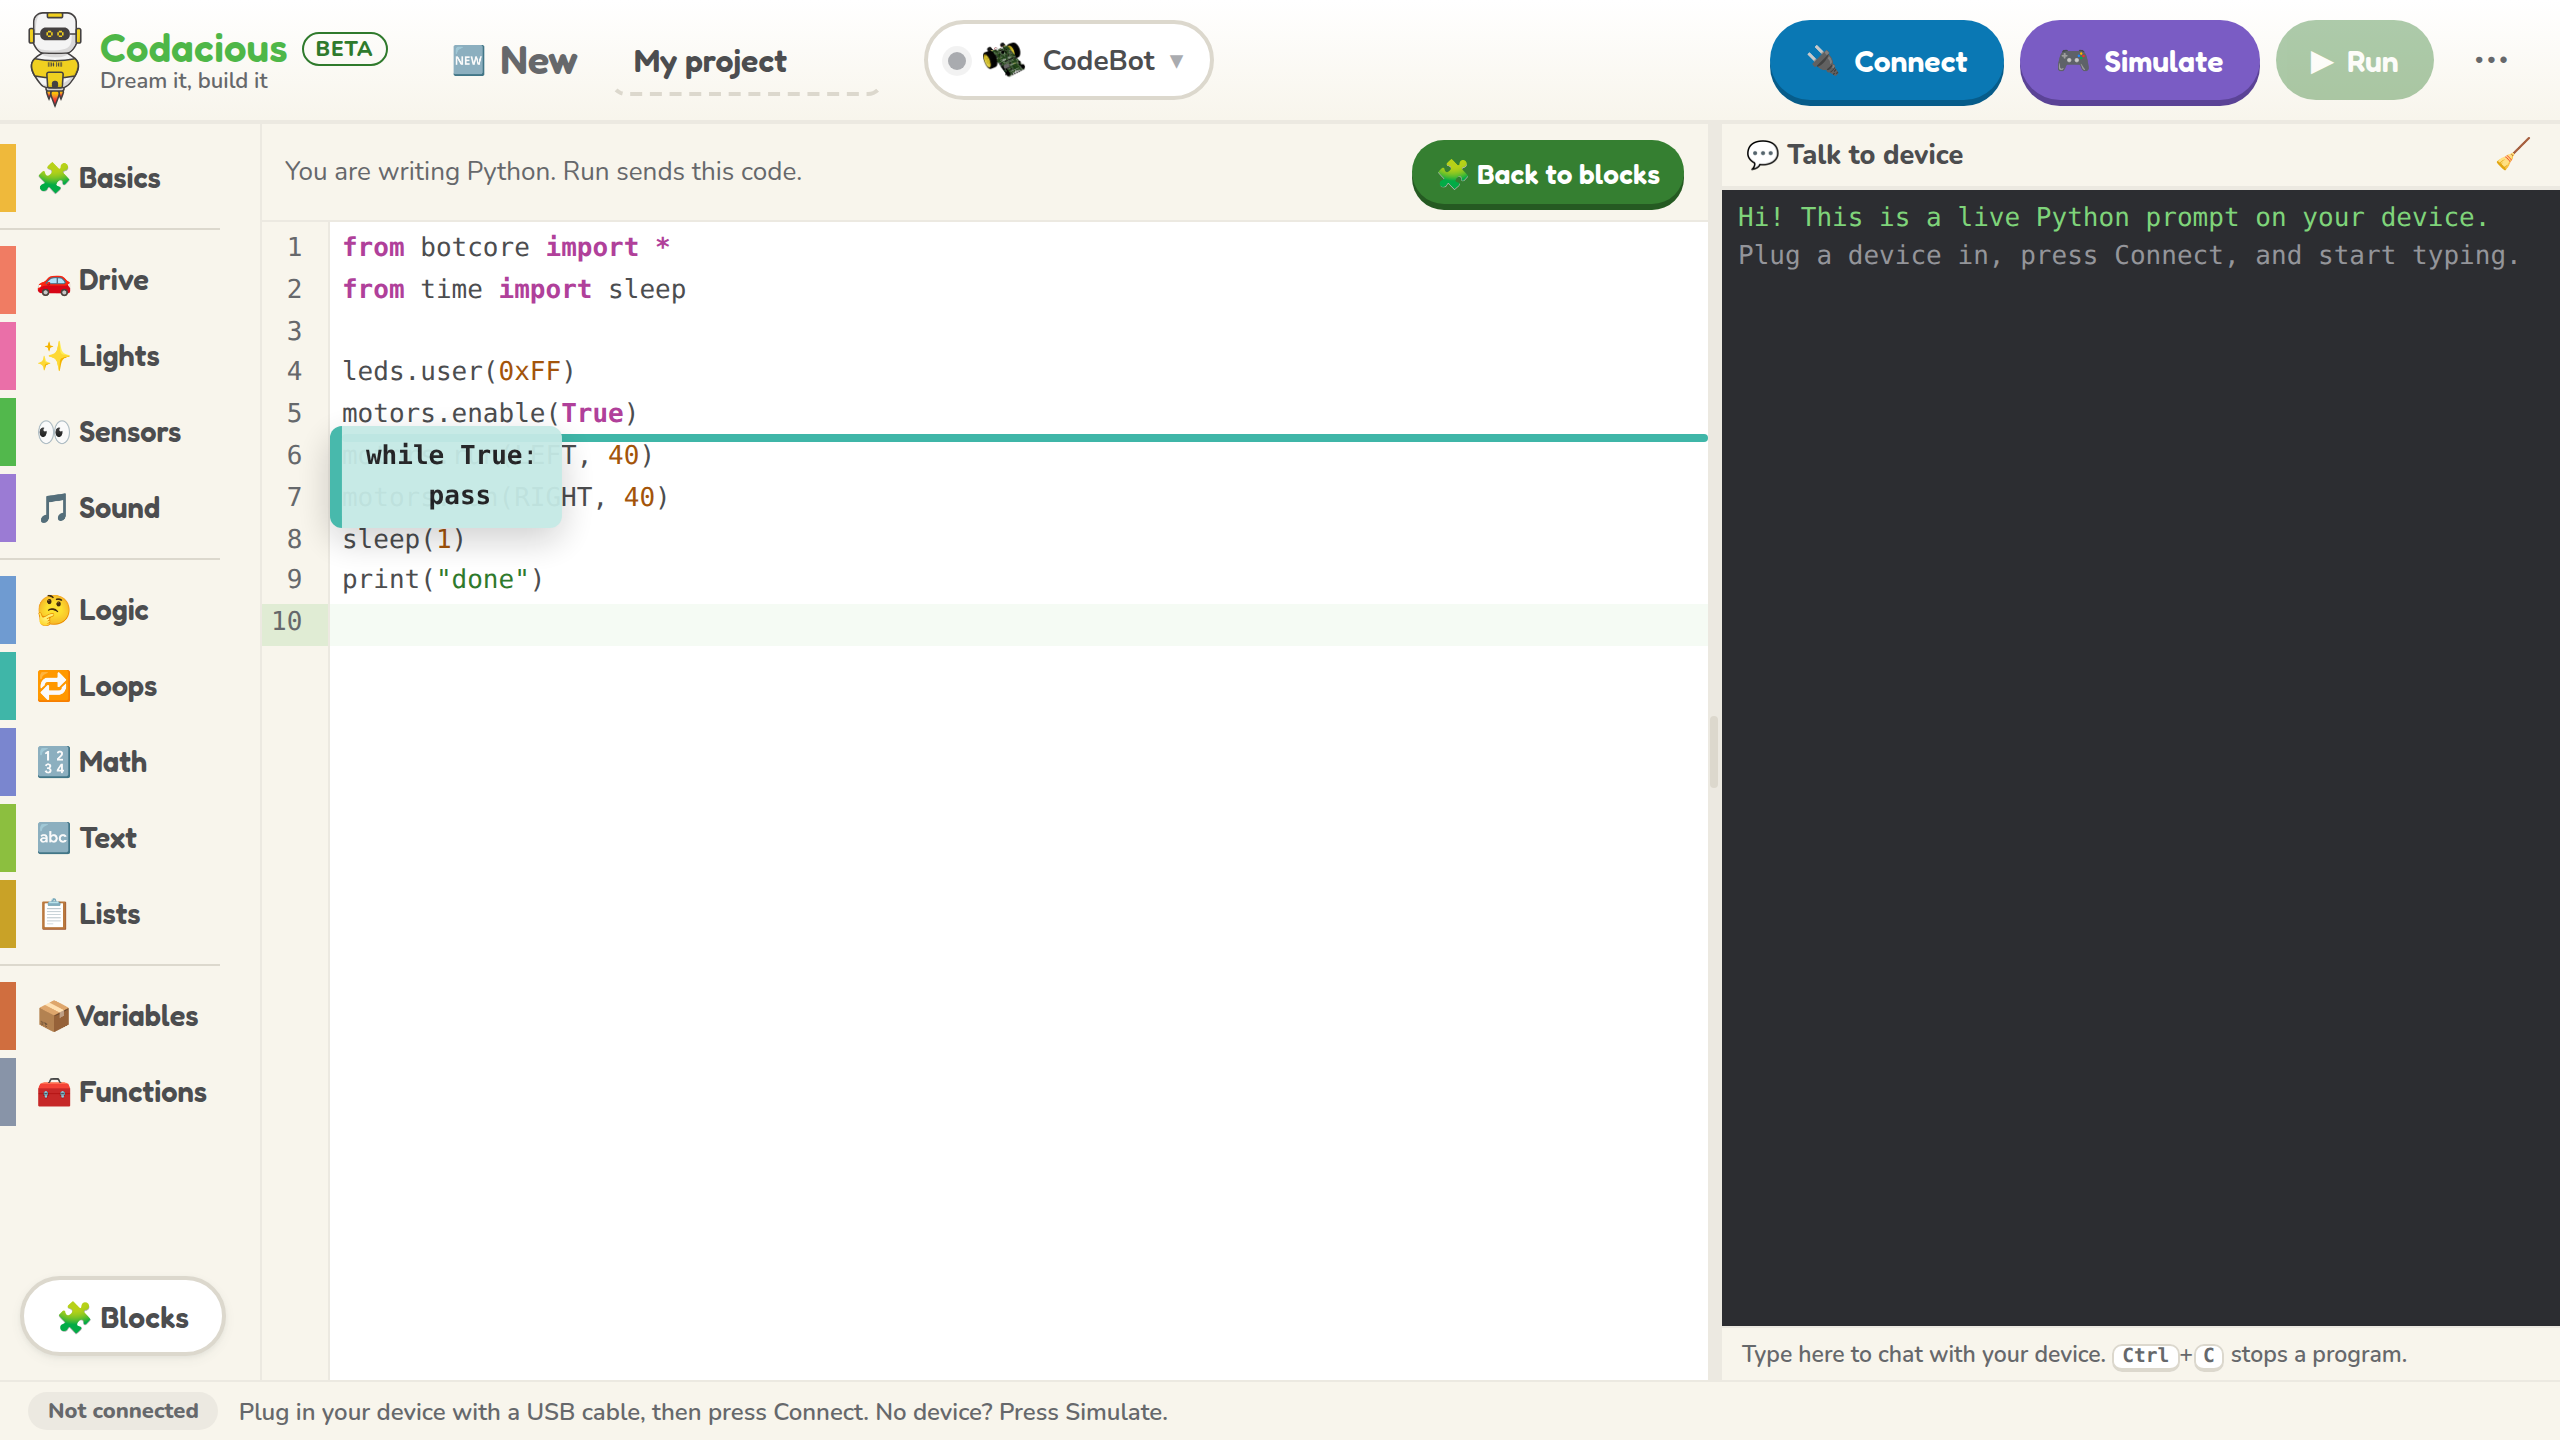 Codacious BETA
Dream it, build it
NEW New
My project
CodeBot
Connect
Simulate
Run
Basics
Drive
Lights
Sensors
Sound
Logic
Loops
Math
Text
Lists
Variables
Functions
Blocks
You are writing Python. Run sends this code.
Back to blocks
1 from botcore import *
2 from time import sleep
3
4 leds.user(0xFF)
5 motors.enable(True)
while True:
pass
6 T, 40)
7 HT, 40)
8 sleep(1)
9 print("done")
10
Talk to device
Hi! This is a live Python prompt on your device.
Plug a device in, press Connect, and start typing.
Type here to chat with your device. Ctrl+C stops a program.
Not connected
Plug in your device with a USB cable, then press Connect. No device? Press Simulate.